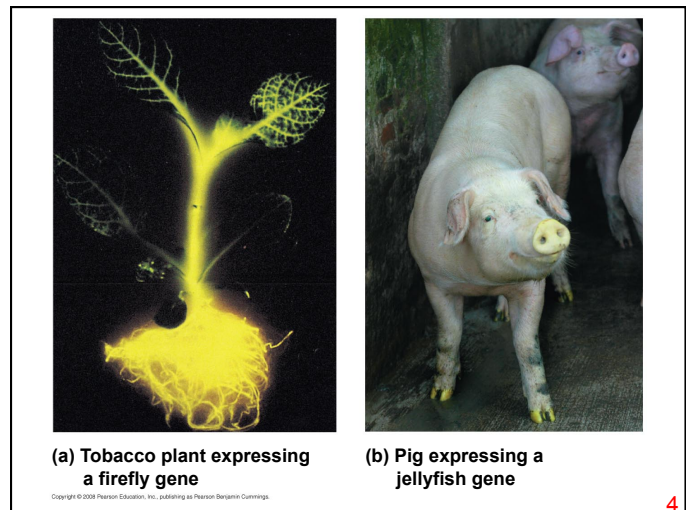 (a) Tobacco plant expressing
a firefly gene
(b) Pig expressing a
jellyfish gene
Copyright © 2008 Pearson Education, Inc., publishing as Pearson Benjamin Cummings.
4